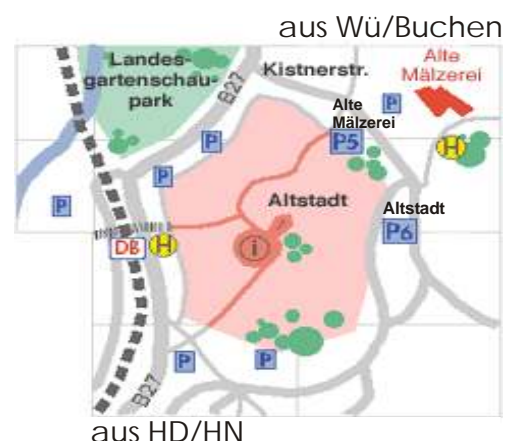 aus Wü/Buchen
Landes-
gartenschau-
park
B27
Kistnerstr.
Alte
Mälzerei
P
Alte
Mälzerei
P5
P
H
P
P
Altstadt
Altstadt
P6
DB
H
i
P
P
B27
aus HD/HN